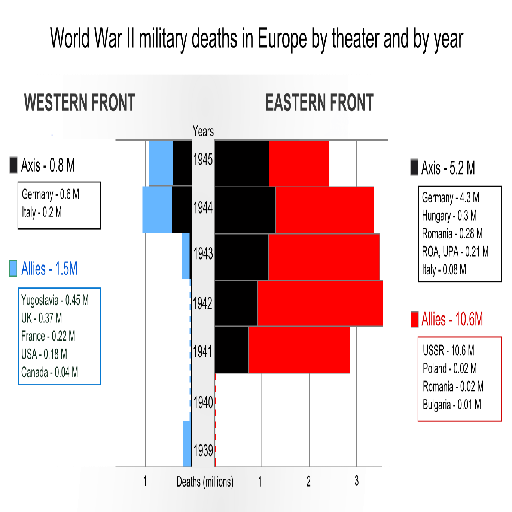 World War II military deaths in Europe by theater and by year
WESTERN FRONT
EASTERN FRONT
Years
Axis - 0.8 M
Germany - 0.6 M
Italy - 0.2 M
Allies - 1.5M
Yugoslavia - 0.45 M
UK - 0.37 M
France - 0.22 M
USA - 0.18 M
Canada - 0.04 M
1945
1944
1943
1942
1941
1940
1939
Axis - 5.2 M
Germany - 4.3 M
Hungary - 0.3 M
Romania - 0.28 M
ROA, UPA - 0.21 M
Italy - 0.08 M
Allies - 10.6M
USSR - 10.6 M
Poland - 0.02 M
Romania - 0.02 M
Bulgaria - 0.01 M
1 Deaths (millions) 1 2 3